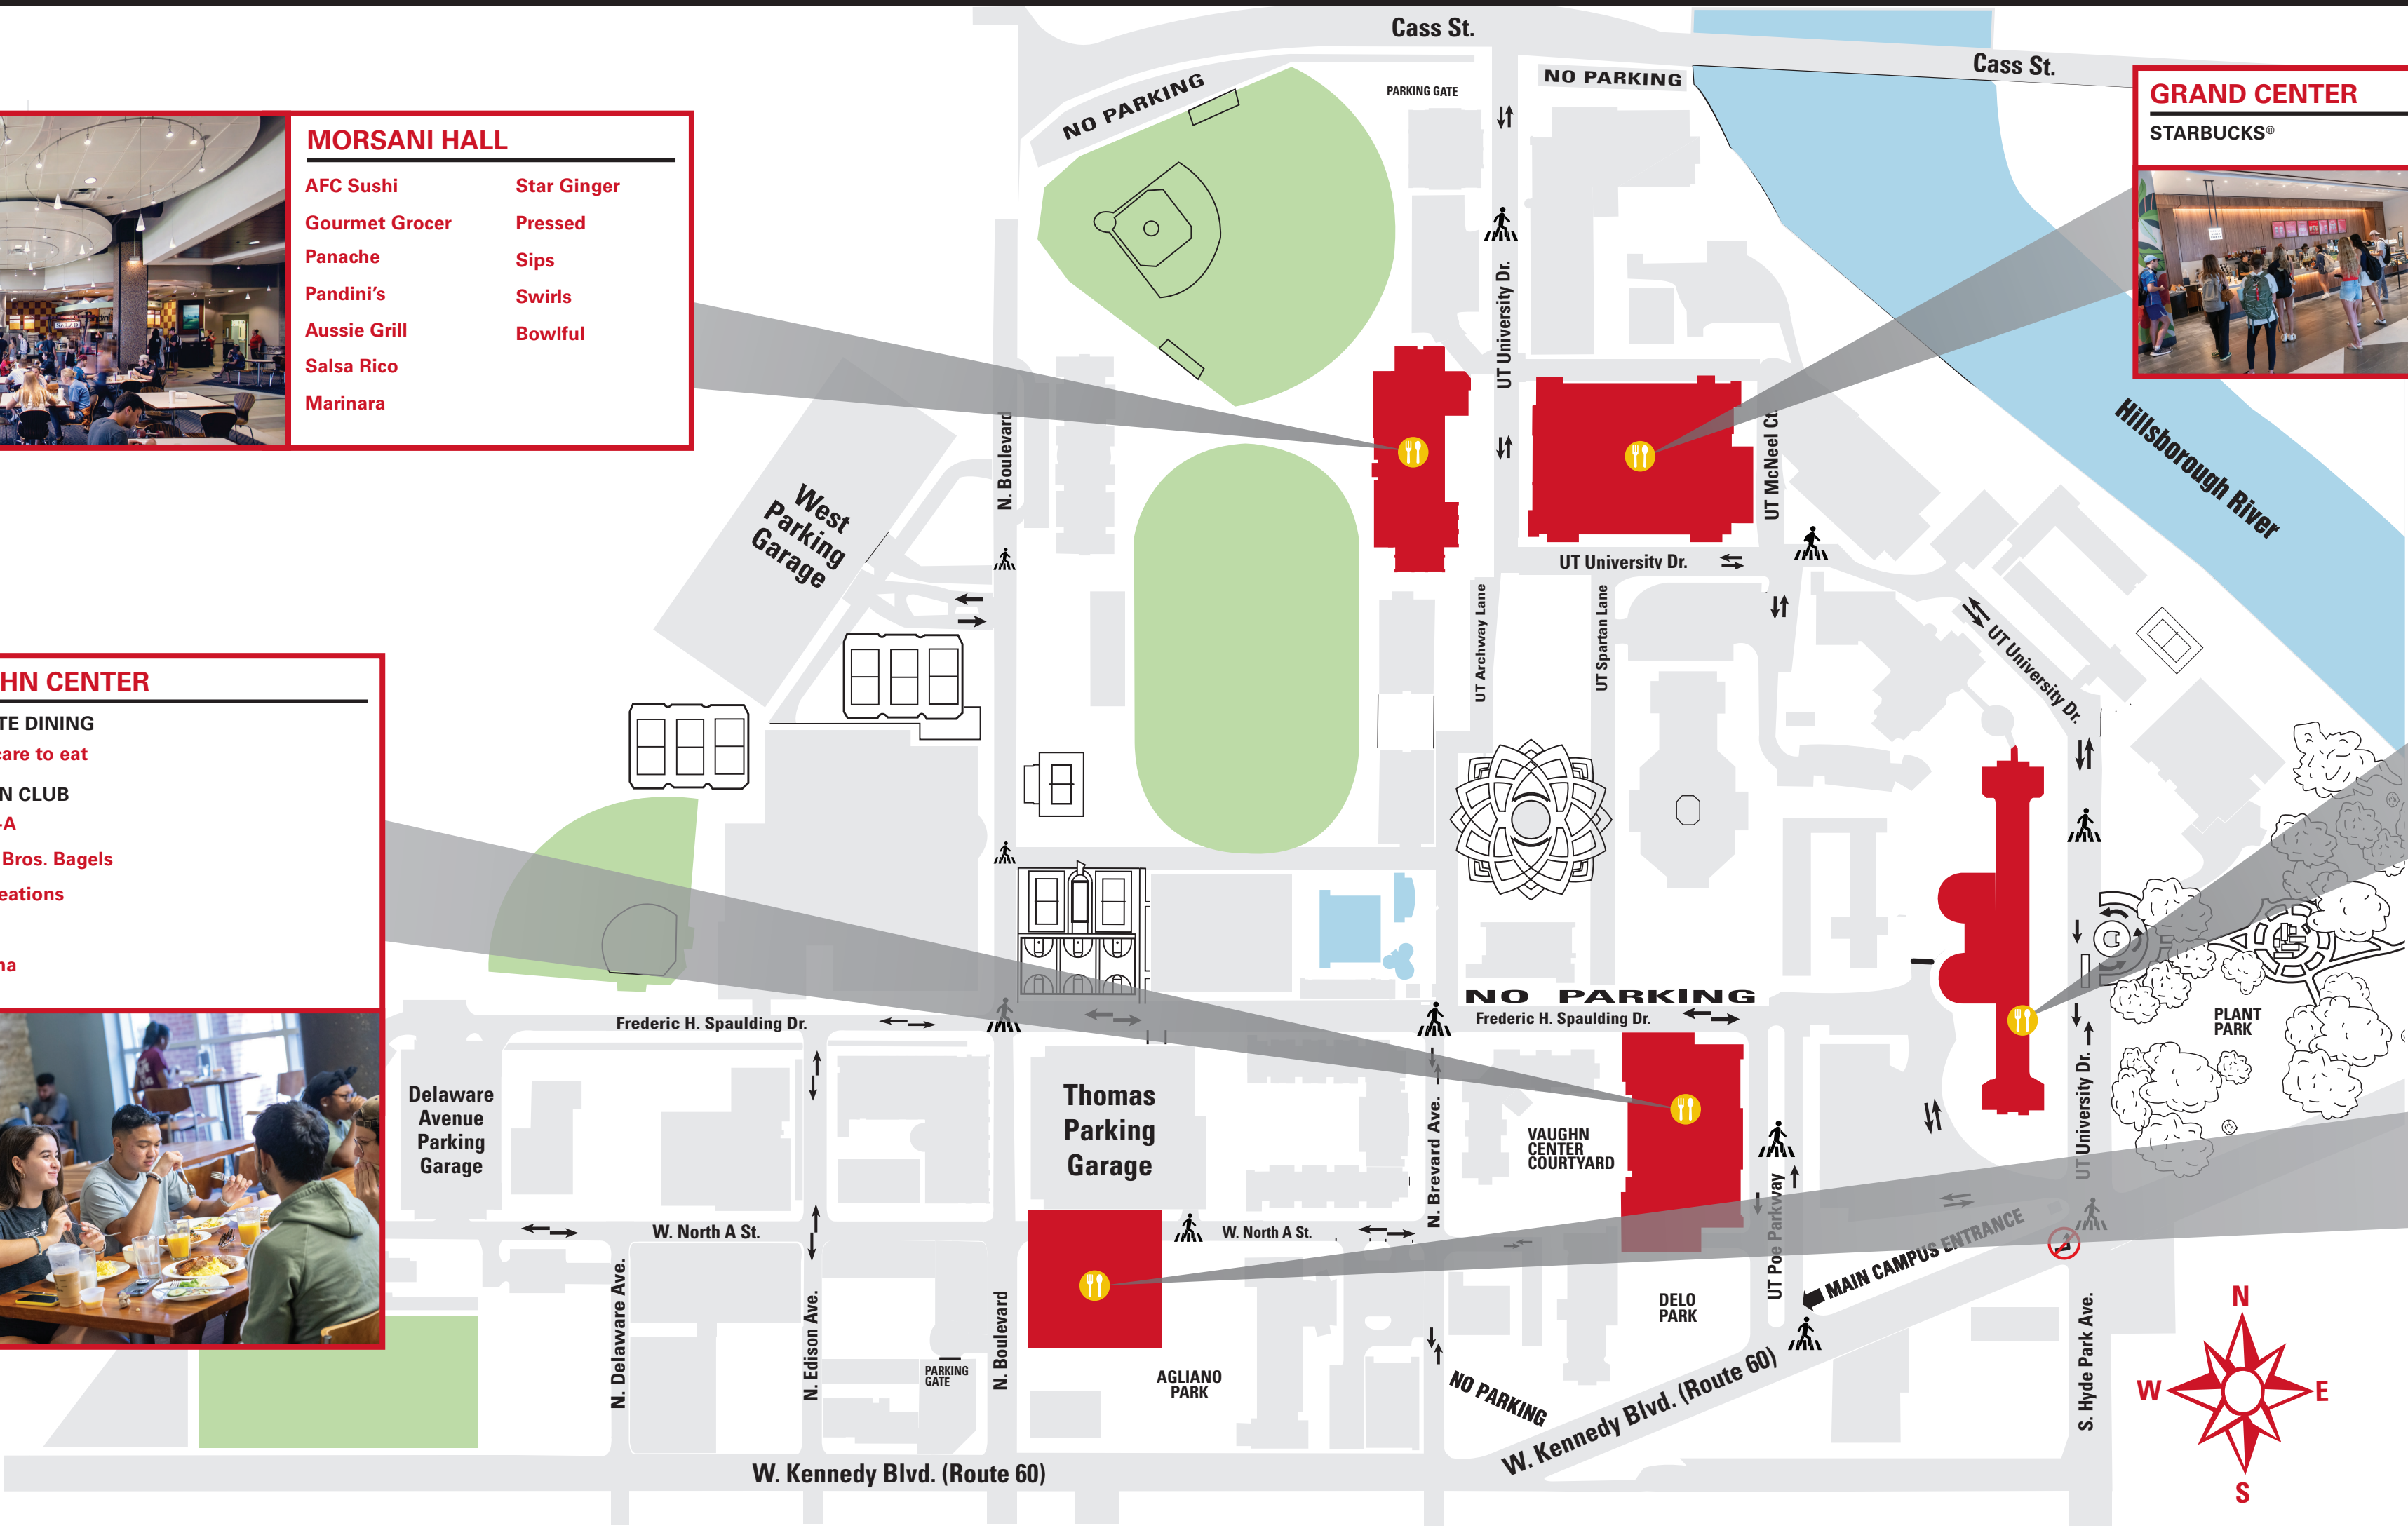 Cass St.
Cass St.
NO PARKING
NO PARKING
PARKING GATE
GRAND CENTER
STARBUCKS®
MORSANI HALL
AFC Sushi
Gourmet Grocer
Panache
Pandini's
Aussie Grill
Salsa Rico
Marinara
Star Ginger
Pressed
Sips
Swirls
Bowlful
UT University Dr.
N. Boulevard
UT McNeel Ct.
Hillsborough River
West
Parking
Garage
UT University Dr.
UT Archway Lane
UT Spartan Lane
UT University Dr.
HN CENTER
TE DINING
care to eat
N CLUB
-A
Bros. Bagels
eations
na
NO PARKING
Frederic H. Spaulding Dr.
Frederic H. Spaulding Dr.
PLANT
PARK
Delaware
Avenue
Parking
Garage
Thomas
Parking
Garage
N. Brevard Ave.
VAUGHN
CENTER
COURTYARD
UT University Dr.
UT Poe Parkway
W. North A St.
W. North A St.
MAIN CAMPUS ENTRANCE
N. Delaware Ave.
N. Edison Ave.
N. Boulevard
PARKING
GATE
AGLIANO
PARK
DELO
PARK
NO PARKING
S. Hyde Park Ave.
W. Kennedy Blvd. (Route 60)
W. Kennedy Blvd. (Route 60)
N
W
E
S